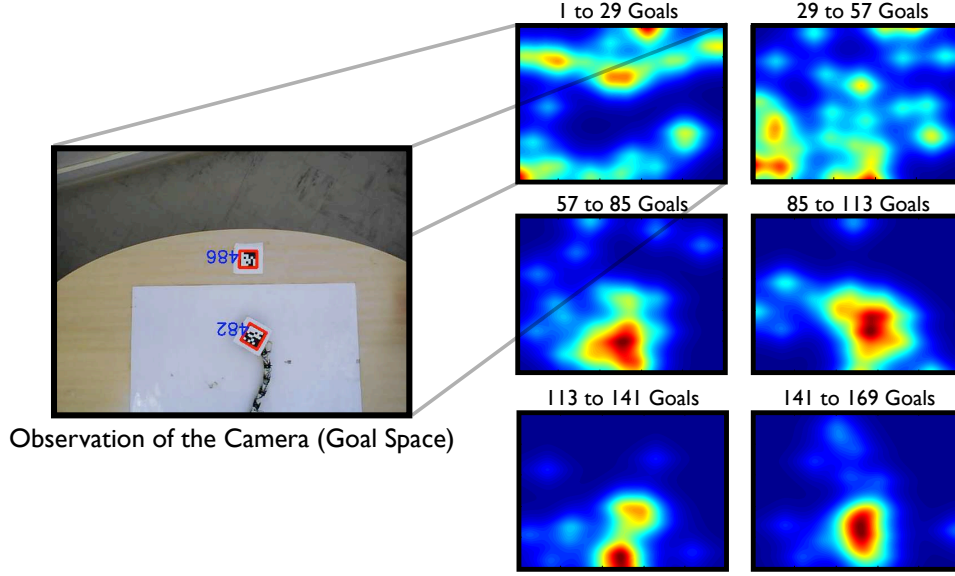 1 to 29 Goals
29 to 57 Goals
486
482
57 to 85 Goals
85 to 113 Goals
113 to 141 Goals
141 to 169 Goals
Observation of the Camera (Goal Space)